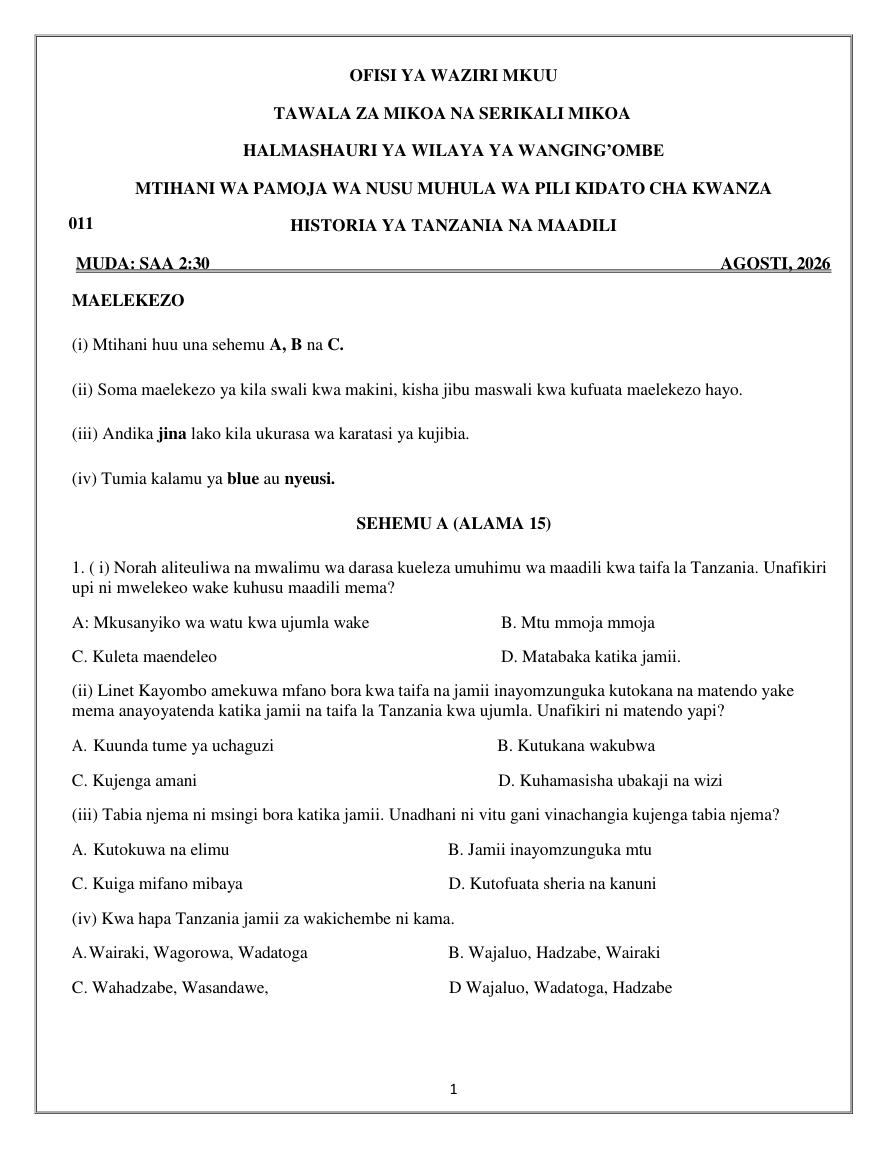 OFISI YA WAZIRI MKUU
TAWALA ZA MIKOA NA SERIKALI MIKOA
HALMASHAURI YA WILAYA YA WANGING’OMBE
MTIHANI WA PAMOJA WA NUSU MUHULA WA PILI KIDATO CHA KWANZA
011 HISTORIA YA TANZANIA NA MAADILI
MUDA: SAA 2:30 AGOSTI, 2026
MAELEKEZO
(i) Mtihani huu una sehemu A, B na C.
(ii) Soma maelekezo ya kila swali kwa makini, kisha jibu maswali kwa kufuata maelekezo hayo.
(iii) Andika jina lako kila ukurasa wa karatasi ya kujibia.
(iv) Tumia kalamu ya blue au nyeusi.
SEHEMU A (ALAMA 15)
1. ( i) Norah aliteuliwa na mwalimu wa darasa kueleza umuhimu wa maadili kwa taifa la Tanzania. Unafikiri
upi ni mwelekeo wake kuhusu maadili mema?
A: Mkusanyiko wa watu kwa ujumla wake B. Mtu mmoja mmoja
C. Kuleta maendeleo D. Matabaka katika jamii.
(ii) Linet Kayombo amekuwa mfano bora kwa taifa na jamii inayomzunguka kutokana na matendo yake
mema anayoyatenda katika jamii na taifa la Tanzania kwa ujumla. Unafikiri ni matendo yapi?
A. Kuunda tume ya uchaguzi B. Kutukana wakubwa
C. Kujenga amani D. Kuhamasisha ubakaji na wizi
(iii) Tabia njema ni msingi bora katika jamii. Unadhani ni vitu gani vinachangia kujenga tabia njema?
A. Kutokuwa na elimu B. Jamii inayomzunguka mtu
C. Kuiga mifano mibaya D. Kutofuata sheria na kanuni
(iv) Kwa hapa Tanzania jamii za wakichembe ni kama.
A.Wairaki, Wagorowa, Wadatoga B. Wajaluo, Hadzabe, Wairaki
C. Wahadzabe, Wasandawe, D Wajaluo, Wadatoga, Hadzabe
1